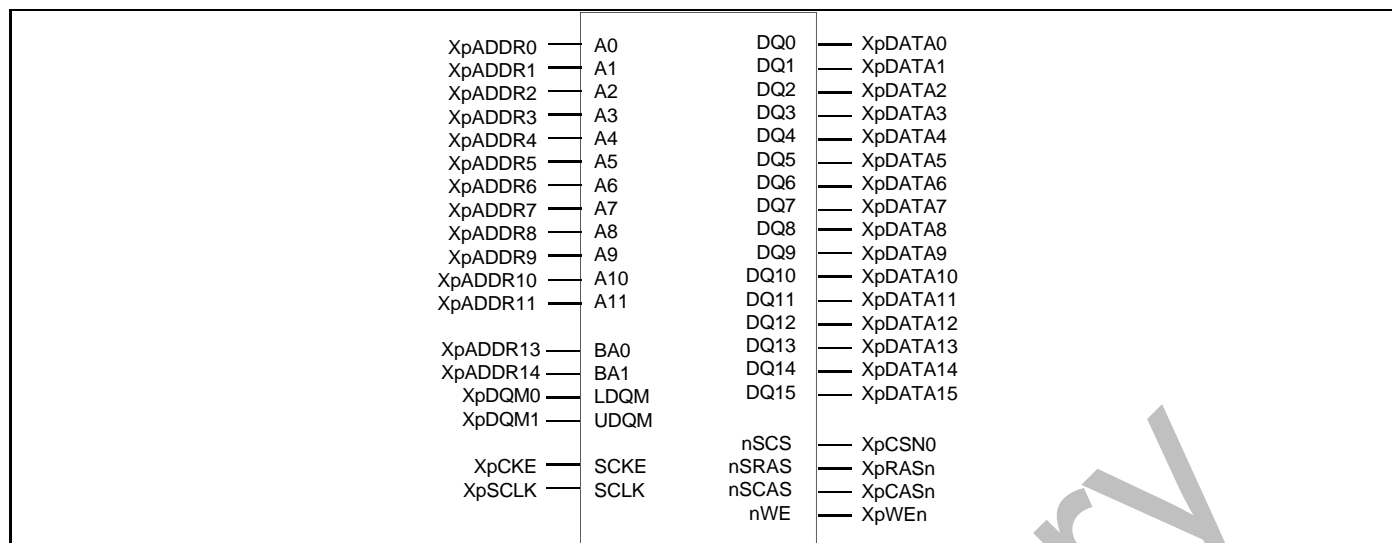 XpADDR0 A0 DQ0 XpDATA0
XpADDR1 A1 DQ1 XpDATA1
XpADDR2 A2 DQ2 XpDATA2
XpADDR3 A3 DQ3 XpDATA3
XpADDR4 A4 DQ4 XpDATA4
XpADDR5 A5 DQ5 XpDATA5
XpADDR6 A6 DQ6 XpDATA6
XpADDR7 A7 DQ7 XpDATA7
XpADDR8 A8 DQ8 XpDATA8
XpADDR9 A9 DQ9 XpDATA9
XpADDR10 A10 DQ10 XpDATA10
XpADDR11 A11 DQ11 XpDATA11
DQ12 XpDATA12
XpADDR13 BA0 DQ13 XpDATA13
XpADDR14 BA1 DQ14 XpDATA14
XpDQM0 LDQM DQ15 XpDATA15
XpDQM1 UDQM
nSCS XpCSN0
XpCKE SCKE nSRAS XpRASn
XpSCLK SCLK nSCAS XpCASn
nWE XpWEn
ry